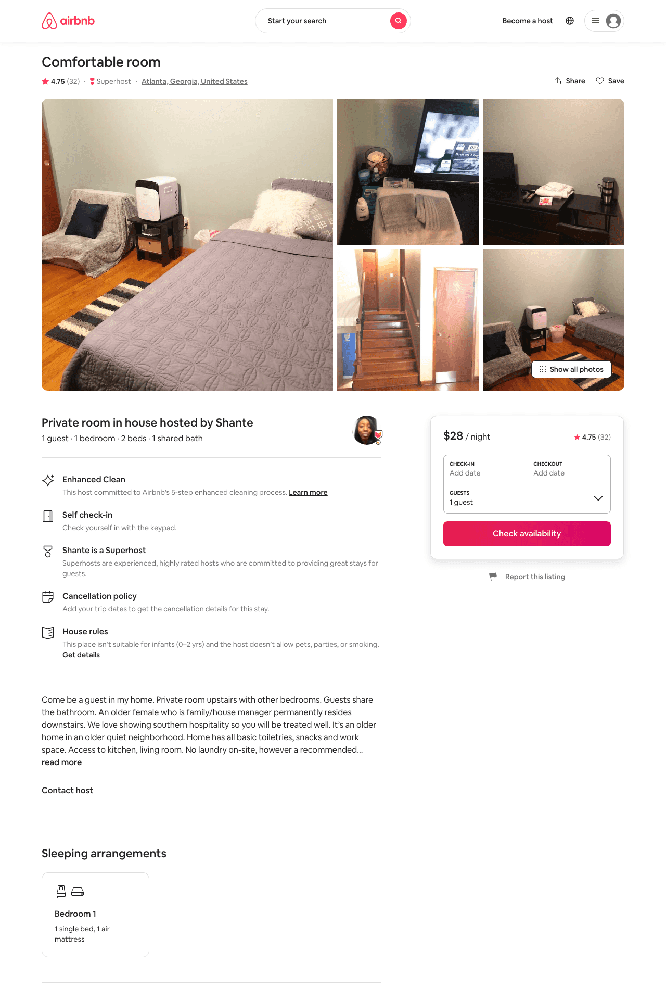 airbnb
Start your search
Become a host
Comfortable room
4.75 (32) · Superhost · Atlanta, Georgia, United States
Share
Save
Brown Gra
Show all photos
Private room in house hosted by Shante
1 guest · 1 bedroom · 2 beds · 1 shared bath
$28 / night
4.75 (32)
CHECK-IN
Add date
CHECKOUT
Add date
GUESTS
1 guest
Check availability
Report this listing
Enhanced Clean
This host committed to Airbnb's 5-step enhanced cleaning process. Learn more
Self check-in
Check yourself in with the keypad.
Shante is a Superhost
Superhosts are experienced, highly rated hosts who are committed to providing great stays for
guests.
Cancellation policy
Add your trip dates to get the cancellation details for this stay.
House rules
This place isn’t suitable for infants (0–2 yrs) and the host doesn’t allow pets, parties, or smoking.
Get details
Come be a guest in my home. Private room upstairs with other bedrooms. Guests share
the bathroom. An older female who is family/house manager permanently resides
downstairs. We love showing southern hospitality so you will be treated well. It’s an older
home in an older quiet neighborhood. Home has all basic toiletries, snacks and work
space. Access to kitchen, living room. No laundry on-site, however a recommended…
read more
Contact host
Sleeping arrangements
Bedroom 1
1 single bed, 1 air
mattress